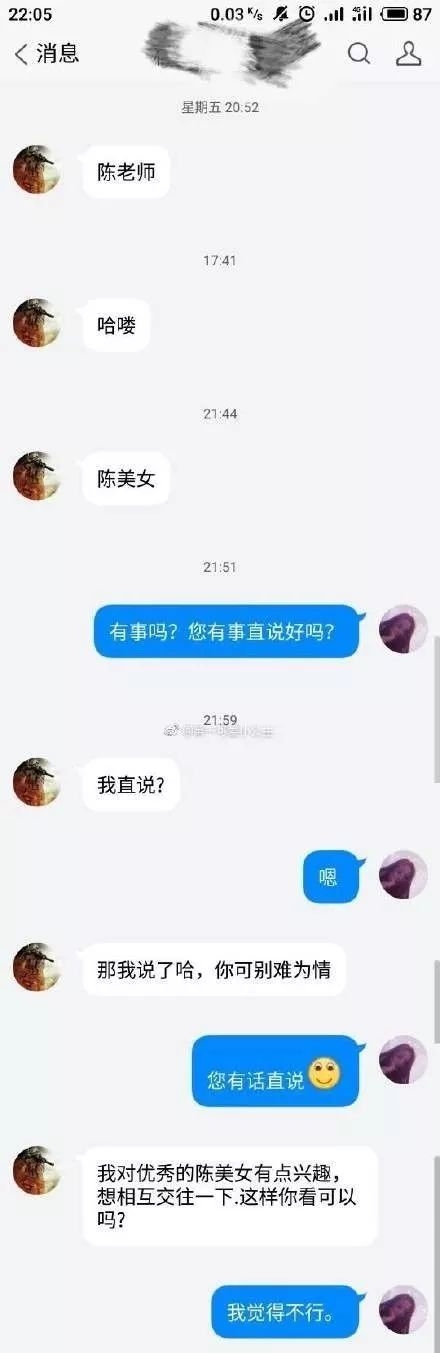 22:05
0.03 K/s
87
消息
星期五 20:52
陈老师
17:41
哈喽
21:44
陈美女
21:51
有事吗？您有事直说好吗？
21:59
我直说?
嗯
那我说了哈，你可别难为情
您有话直说
我对优秀的陈美女有点兴趣，
想相互交往一下.这样你看可以
吗?
我觉得不行。